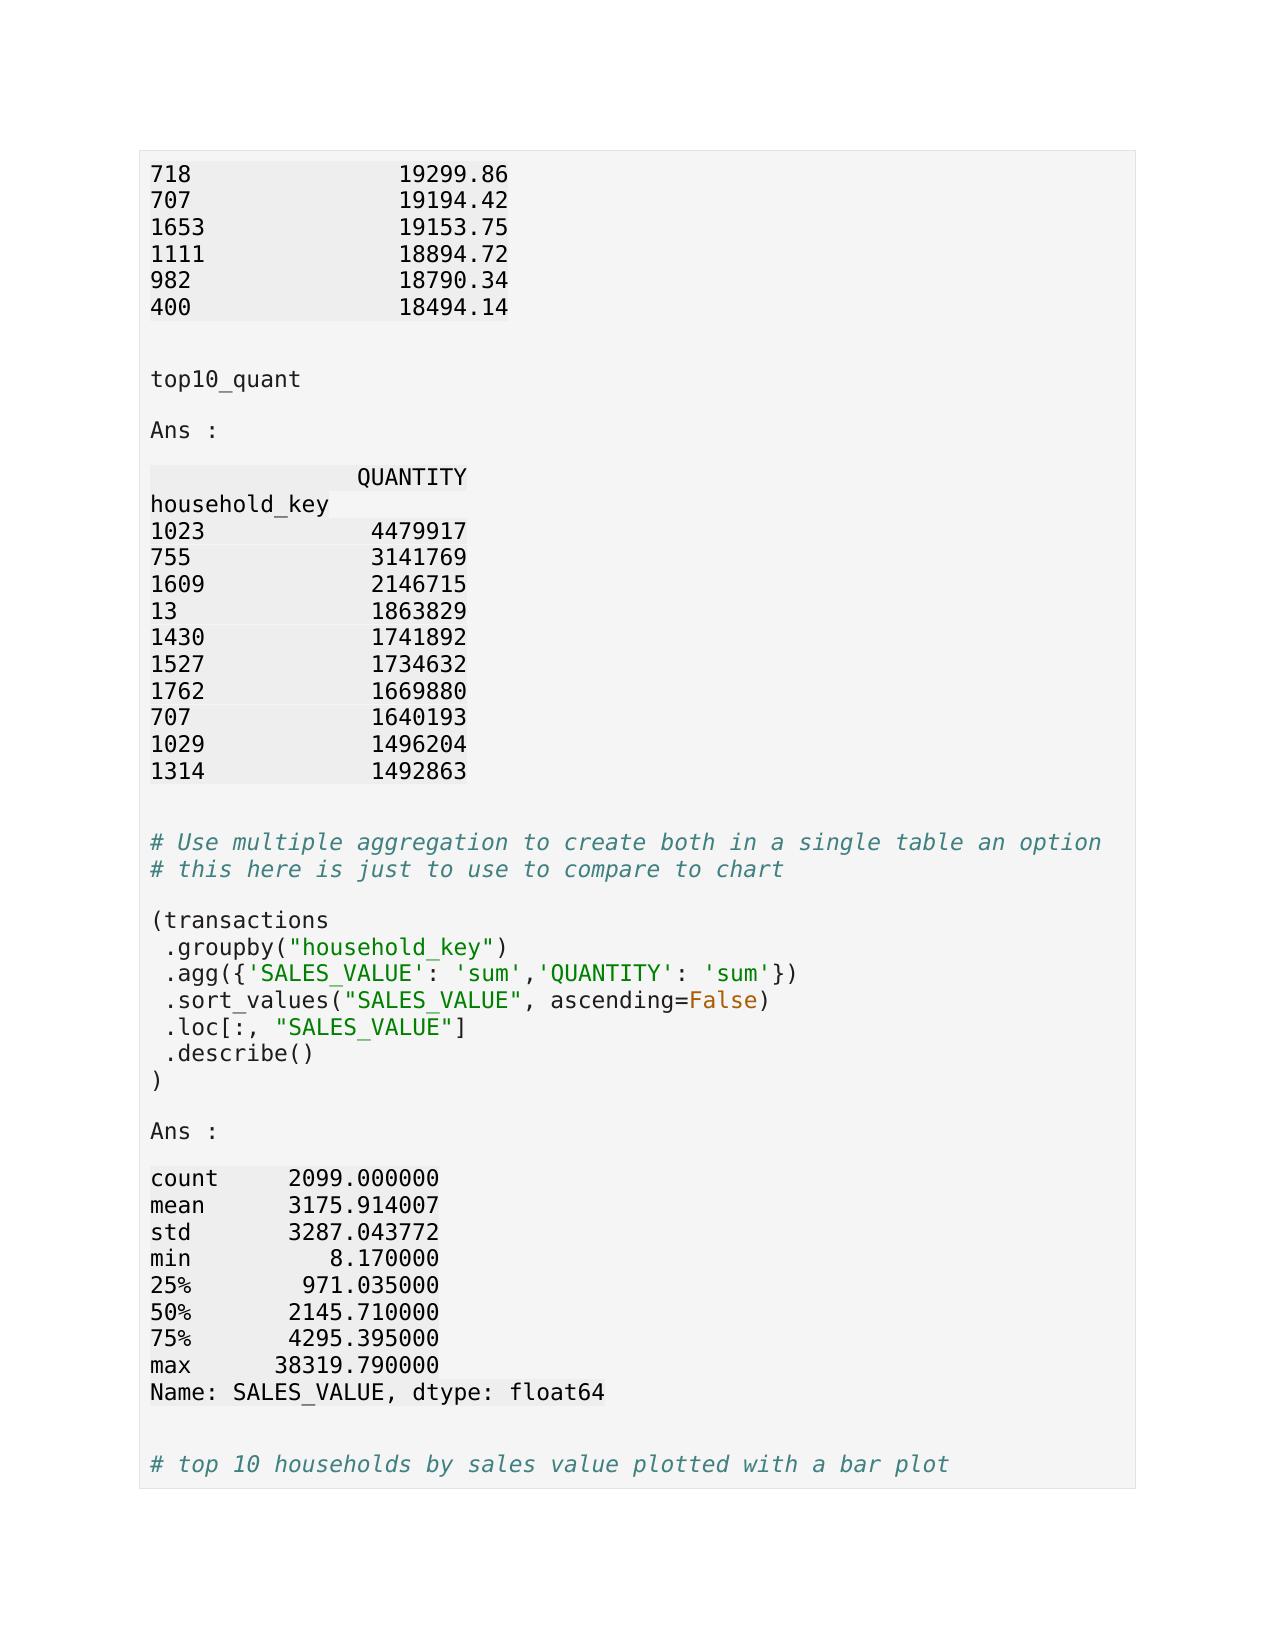 718               19299.86
707               19194.42
1653              19153.75
1111              18894.72
982               18790.34
400               18494.14
top10_quant
Ans :
               QUANTITY
household_key
1023            4479917
755             3141769
1609            2146715
13              1863829
1430            1741892
1527            1734632
1762            1669880
707             1640193
1029            1496204
1314            1492863
# Use multiple aggregation to create both in a single table an option
# this here is just to use to compare to chart
(transactions
 .groupby("household_key")
 .agg({'SALES_VALUE': 'sum','QUANTITY': 'sum'})
 .sort_values("SALES_VALUE", ascending=False)
 .loc[:, "SALES_VALUE"]
 .describe()
)
Ans :
count     2099.000000
mean      3175.914007
std       3287.043772
min          8.170000
25%        971.035000
50%       2145.710000
75%       4295.395000
max      38319.790000
Name: SALES_VALUE, dtype: float64
# top 10 households by sales value plotted with a bar plot